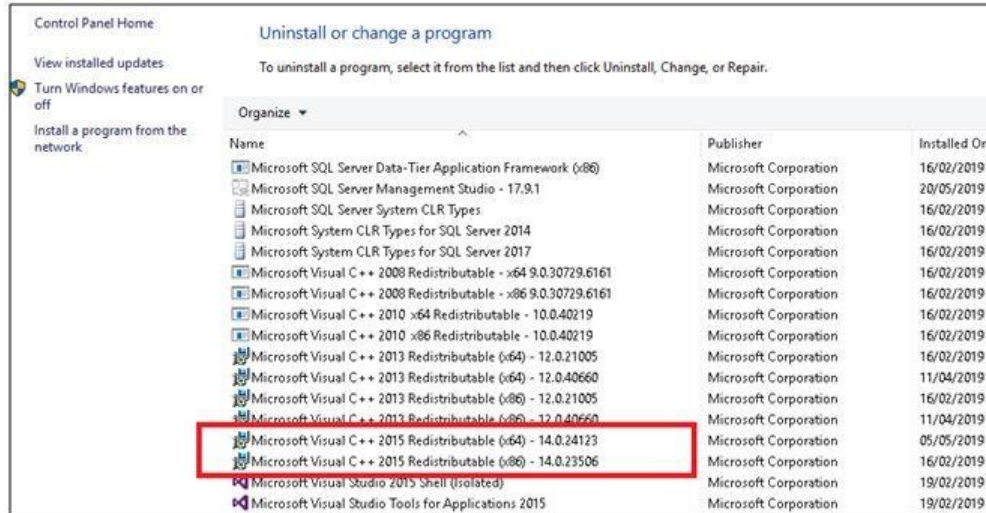 Control Panel Home
Uninstall or change a program
View installed updates
To uninstall a program, select it from the list and then click Uninstall, Change, or Repair.
Turn Windows features on or
off
Install a program from the
network
Organize
Name Publisher Installed Or
Microsoft SQL Server Data-Tier Application Framework (x86) Microsoft Corporation 16/02/2019
Microsoft SQL Server Management Studio - 17.9.1 Microsoft Corporation 20/05/2019
Microsoft SQL Server System CLR Types Microsoft Corporation 16/02/2019
Microsoft System CLR Types for SQL Server 2014 Microsoft Corporation 16/02/2019
Microsoft System CLR Types for SQL Server 2017 Microsoft Corporation 16/02/2019
Microsoft Visual C++ 2008 Redistributable - x64 9.0.30729.6161 Microsoft Corporation 16/02/2019
Microsoft Visual C++ 2008 Redistributable - x86 9.0.30729.6161 Microsoft Corporation 16/02/2019
Microsoft Visual C++ 2010 x64 Redistributable - 10.0.40219 Microsoft Corporation 16/02/2019
Microsoft Visual C++ 2010 x86 Redistributable - 10.0.40219 Microsoft Corporation 16/02/2019
Microsoft Visual C++ 2013 Redistributable (x64) - 12.0.21005 Microsoft Corporation 16/02/2019
Microsoft Visual C++ 2013 Redistributable (x64) - 12.0.40660 Microsoft Corporation 11/04/2019
Microsoft Visual C++ 2013 Redistributable (x86) - 12.0.21005 Microsoft Corporation 16/02/2019
Microsoft Visual C++ 2013 Redistributable (x86) - 12.0.40660 Microsoft Corporation 11/04/2019
Microsoft Visual C++ 2015 Redistributable (x64) - 14.0.24123 Microsoft Corporation 05/05/2019
Microsoft Visual C++ 2015 Redistributable (x86) - 14.0.23506 Microsoft Corporation 16/02/2019
Microsoft Visual Studio 2015 Shell (Isolated) Microsoft Corporation 19/02/2019
Microsoft Visual Studio Tools for Applications 2015 Microsoft Corporation 19/02/2019